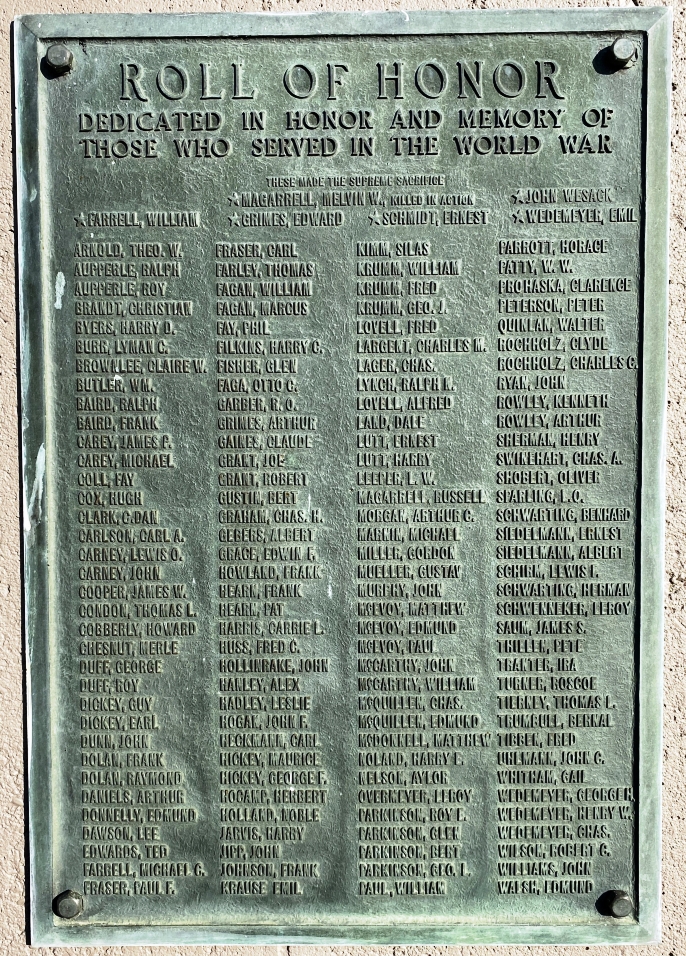 ROLL OF HONOR
DEDICATED IN HONOR AND MEMORY OF
THOSE WHO SERVED IN THE WORLD WAR
THESE MADE THE SUPREME SACRIFICE
★MAGARRELL, MELVIN W., KILLED IN ACTION ★JOHN WESACK
★FARRELL, WILLIAM ★GRIMES, EDWARD ★SCHMIDT, ERNEST ★WEDEMEYER, EMIL
ARNOLD, THEO. W.
AUPPERLE, RALPH
AUPPERLE, ROY
BRANDT, CHRISTIAN
BYERS, HARRY D.
BURR, LYMAN C.
BROWNLEE, CLAIRE W.
BUTLER, WM.
BAIRD, RALPH
BAIRD, FRANK
CAREY, JAMES P.
CAREY, MICHAEL
COLL, FAY
COX, HUGH
CLARK, C. DAN
CARLSON, CARL A.
CARNEY, LEWIS O.
CARNEY, JOHN
COOPER, JAMES W.
CONDON, THOMAS L.
COBBERLY, HOWARD
CHESNUT, MERLE
DUFF, GEORGE
DUFF, ROY
DICKEY, GUY
DICKEY, EARL
DUNN, JOHN
DOLAN, FRANK
DOLAN, RAYMOND
DANIELS, ARTHUR
DONNELLY, EDMUND
DAWSON, LEE
EDWARDS, TED
FARRELL, MICHAEL G.
FRASER, PAUL F.
FRASER, CARL
FARLEY, THOMAS
FAGAN, WILLIAM
FAGAN, MARCUS
FAY, PHIL
FILKINS, HARRY C.
FISHER, GLEN
FAGA, OTTO C.
GARBER, R. O.
GRIMES, ARTHUR
GAINES, CLAUDE
GRANT, JOE
GRANT, ROBERT
GUSTIN, BERT
GRAHAM, CHAS. H.
GEBERS, ALBERT
GRACE, EDWIN F.
HOWLAND, FRANK
HEARN, FRANK
HEARN, PAT
HARRIS, CARRIE L.
HUSS, FRED C.
HOLLINRAKE, JOHN
HANLEY, ALEX
HADLEY, LESLIE
HOGAN, JOHN F.
HECKMANN, CARL
HICKEY, MAURICE
HICKEY, GEORGE F.
HOCAMP, HERBERT
HOLLAND, NOBLE
JARVIS, HARRY
JIPP, JOHN
JOHNSON, FRANK
KRAUSE EMIL
KIMM, SILAS
KRUMM, WILLIAM
KRUMM, FRED
KRUMM, GEO. J.
LOVELL, FRED
LARGENT, CHARLES M.
LAGER, CHAS.
LYNCH, RALPH N.
LOVELL, ALFRED
LAND, DALE
LUTT, ERNEST
LUTT, HARRY
LEEPER, L. W.
MAGARRELL, RUSSELL
MORGAN, ARTHUR C.
MARNIN, MICHAEL
MILLER, GORDON
MUELLER, GUSTAV
MURPHY, JOHN
MCEVOY, MATTHEW
MCEVOY, EDMUND
MCEVOY, PAUL
MCCARTHY, JOHN
MCCARTHY, WILLIAM
MCQUILLEN, CHAS.
MCQUILLEN, EDMUND
MCDONNELL, MATTHEW
NOLAND, HARRY E.
NELSON, AYLOR
OVERMEYER, LEROY
PARKINSON, ROY E.
PARKINSON, GLEN
PARKINSON, BERT
PARKINSON, GEO. L.
PAUL, WILLIAM
PARROTT, HORACE
PATTY, W. W.
PROHASKA, CLARENCE
PETERSON, PETER
QUINLAN, WALTER
ROCHHOLZ, CLYDE
ROCHHOLZ, CHARLES C.
RYAN, JOHN
ROWLEY, KENNETH
ROWLEY, ARTHUR
SHERMAN, HENRY
SWINEHART, CHAS. A.
SHOBERT, OLIVER
SPARLING, L.O.
SCHWARTING, BENHARD
SIEDELMANN, ERNEST
SIEDELMANN, ALBERT
SCHIRM, LEWIS F.
SCHWARTING, HERMAN
SCHWENNEKER, LEROY
SAUM, JAMES S.
THILLEN, PETE
TRANTER, IRA
TURNER, ROSCOE
TIERNEY, THOMAS L.
TRUMBULL, BERNAL
TIBBEN, FRED
UHLMANN, JOHN C.
WHITHAM, GAIL
WEDEMEYER, GEORGE H.
WEDEMEYER, HENRY W.
WEDEMEYER, CHAS.
WILSON, ROBERT C.
WILLIAMS, JOHN
WALSH, EDMUND